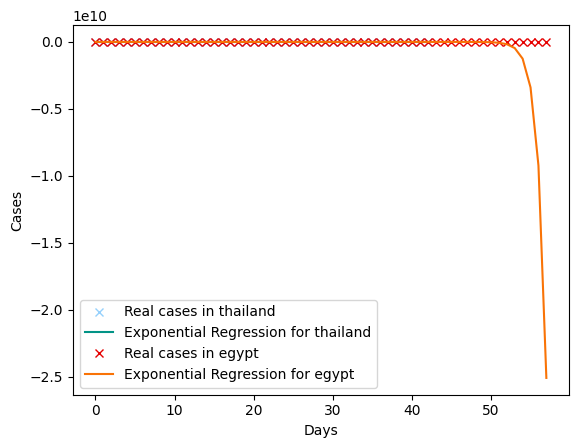 1e10
0.0
−0.5
−1.0
−1.5
−2.0
−2.5
Cases
Real cases in thailand
Exponential Regression for thailand
Real cases in egypt
Exponential Regression for egypt
0 10 20 30 40 50
Days